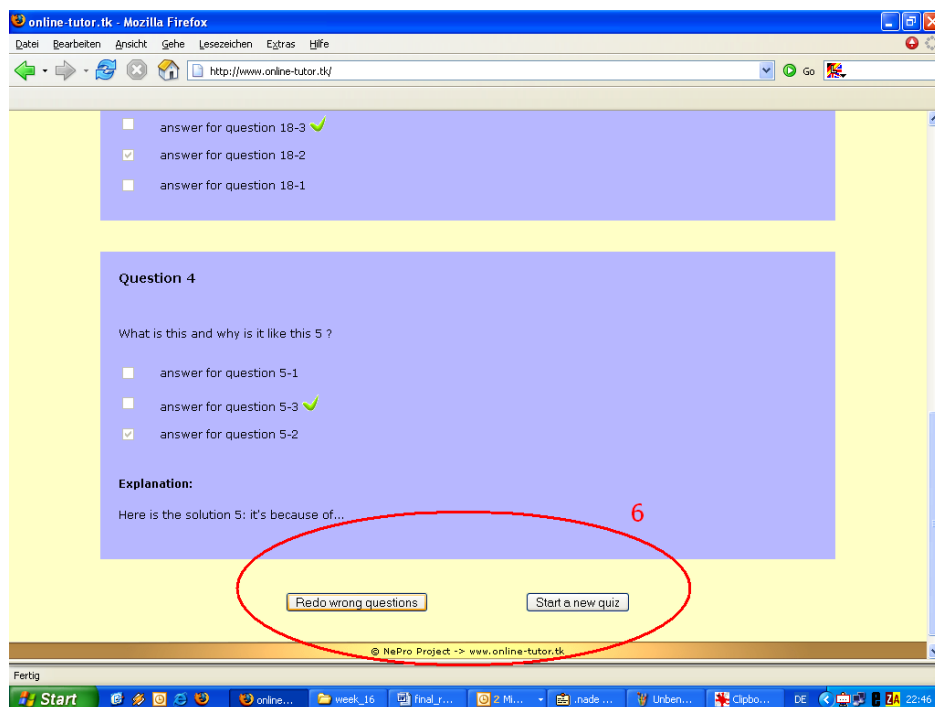 online-tutor.tk - Mozilla Firefox
Datei Bearbeiten Ansicht Gehe Lesezeichen Extras Hilfe
http://www.online-tutor.tk/ Go
answer for question 18-3
answer for question 18-2
answer for question 18-1
Question 4
What is this and why is it like this 5 ?
answer for question 5-1
answer for question 5-3
answer for question 5-2
Explanation:
Here is the solution 5: it's because of...
6
Redo wrong questions Start a new quiz
© NePro Project -> www.online-tutor.tk
Fertig
Start online... week_16 final_r... 2 Mi... .nade ... Unben... Clipbo... DE 22:46